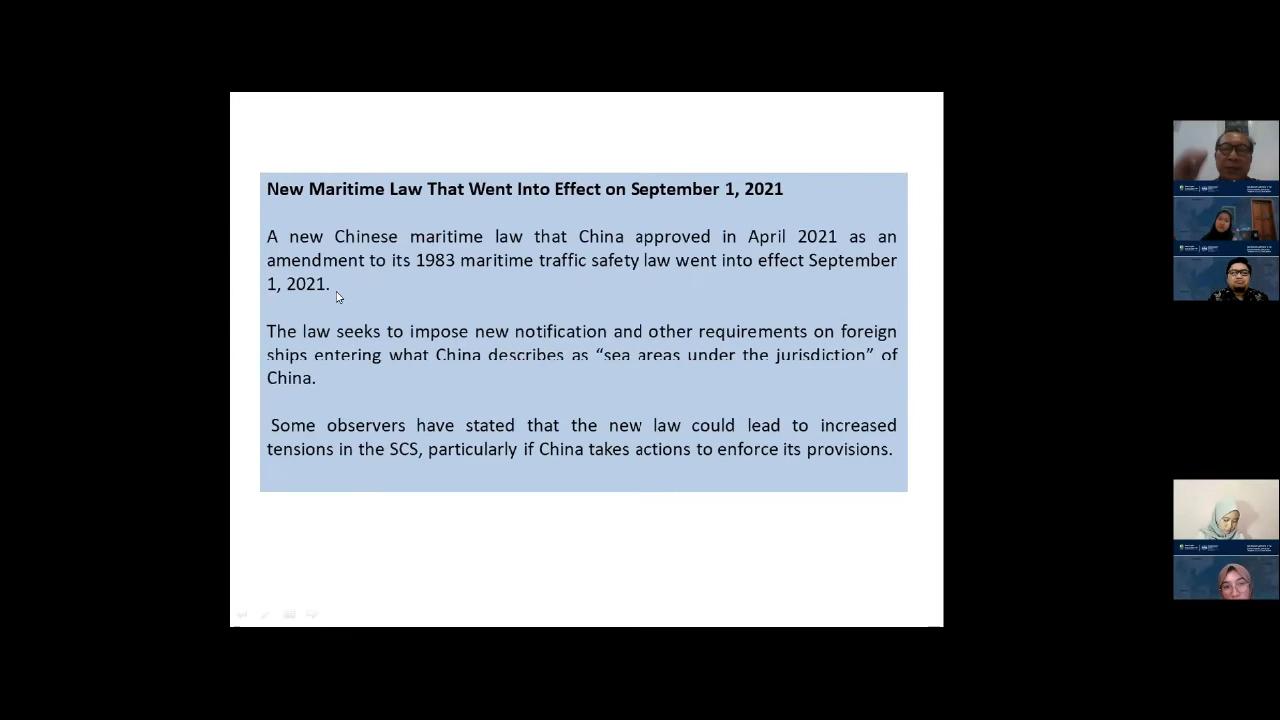 New Maritime Law That Went Into Effect on September 1, 2021
A new Chinese maritime law that China approved in April 2021 as an
amendment to its 1983 maritime traffic safety law went into effect September
1, 2021.
The law seeks to impose new notification and other requirements on foreign
ships entering what China describes as “sea areas under the jurisdiction” of
China.
Some observers have stated that the new law could lead to increased
tensions in the SCS, particularly if China takes actions to enforce its provisions.